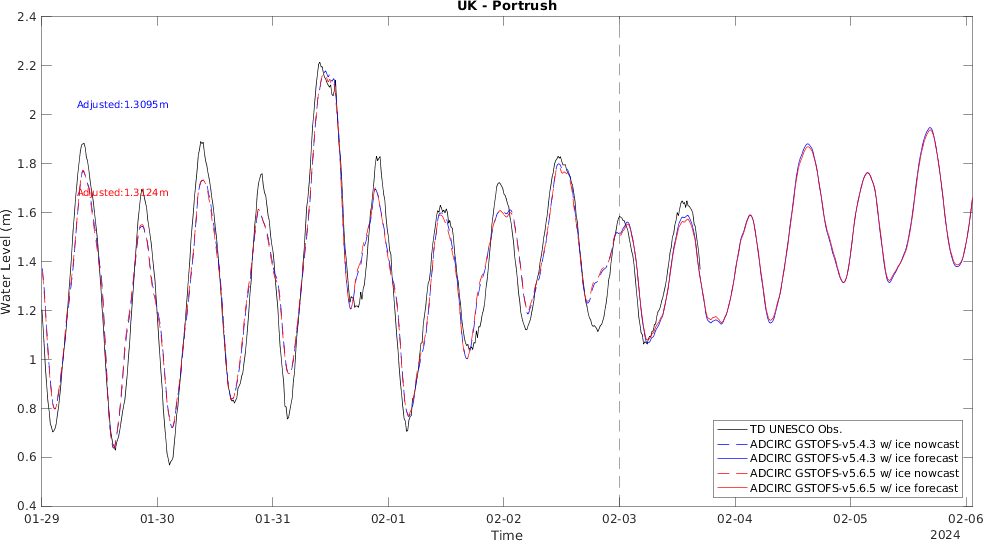 UK - Portrush
2.4
2.2
2
1.8
1.6
1.4
1.2
1
0.8
0.6
0.4
Water Level (m)
Adjusted:1.3095m
Adjusted:1.3124m
TD UNESCO Obs.
ADCIRC GSTOFS-v5.4.3 w/ ice nowcast
ADCIRC GSTOFS-v5.4.3 w/ ice forecast
ADCIRC GSTOFS-v5.6.5 w/ ice nowcast
ADCIRC GSTOFS-v5.6.5 w/ ice forecast
01-29 01-30 01-31 02-01 02-02 02-03 02-04 02-05 02-06
Time
2024